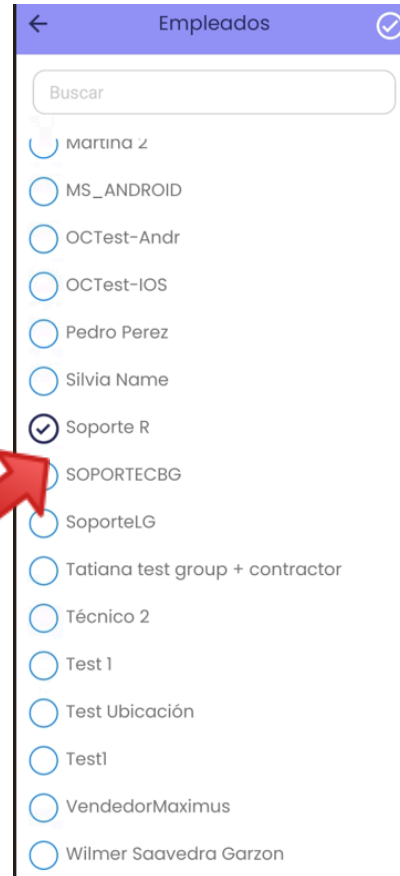 Empleados
Buscar
Martina 2
MS_ANDROID
OCTest-Andr
OCTest-IOS
Pedro Perez
Silvia Name
Soporte R
SOPORTECBG
SoporteLG
Tatiana test group + contractor
Técnico 2
Test 1
Test Ubicación
Test1
VendedorMaximus
Wilmer Saavedra Garzon